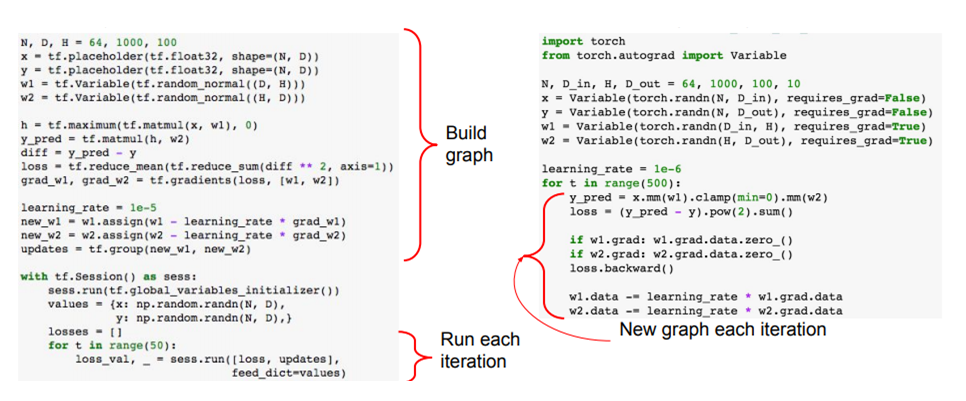 N, D, H = 64, 1000, 100
x = tf.placeholder(tf.float32, shape=(N, D))
y = tf.placeholder(tf.float32, shape=(N, D))
w1 = tf.Variable(tf.random_normal((D, H)))
w2 = tf.Variable(tf.random_normal((H, D)))

h = tf.maximum(tf.matmul(x, w1), 0)
y_pred = tf.matmul(h, w2)
diff = y_pred - y
loss = tf.reduce_mean(tf.reduce_sum(diff ** 2, axis=1))
grad_w1, grad_w2 = tf.gradients(loss, [w1, w2])

learning_rate = 1e-5
new_w1 = w1.assign(w1 - learning_rate * grad_w1)
new_w2 = w2.assign(w2 - learning_rate * grad_w2)
updates = tf.group(new_w1, new_w2)

with tf.Session() as sess:
    sess.run(tf.global_variables_initializer())
    values = {x: np.random.randn(N, D),
              y: np.random.randn(N, D),}
    losses = []
    for t in range(50):
        loss_val, _ = sess.run([loss, updates],
                               feed_dict=values)
Build
graph
Run each
iteration
import torch
from torch.autograd import Variable

N, D_in, H, D_out = 64, 1000, 100, 10
x = Variable(torch.randn(N, D_in), requires_grad=False)
y = Variable(torch.randn(N, D_out), requires_grad=False)
w1 = Variable(torch.randn(D_in, H), requires_grad=True)
w2 = Variable(torch.randn(H, D_out), requires_grad=True)

learning_rate = 1e-6
for t in range(500):
    y_pred = x.mm(w1).clamp(min=0).mm(w2)
    loss = (y_pred - y).pow(2).sum()

    if w1.grad: w1.grad.data.zero_()
    if w2.grad: w2.grad.data.zero_()
    loss.backward()

    w1.data -= learning_rate * w1.grad.data
    w2.data -= learning_rate * w2.grad.data
New graph each iteration